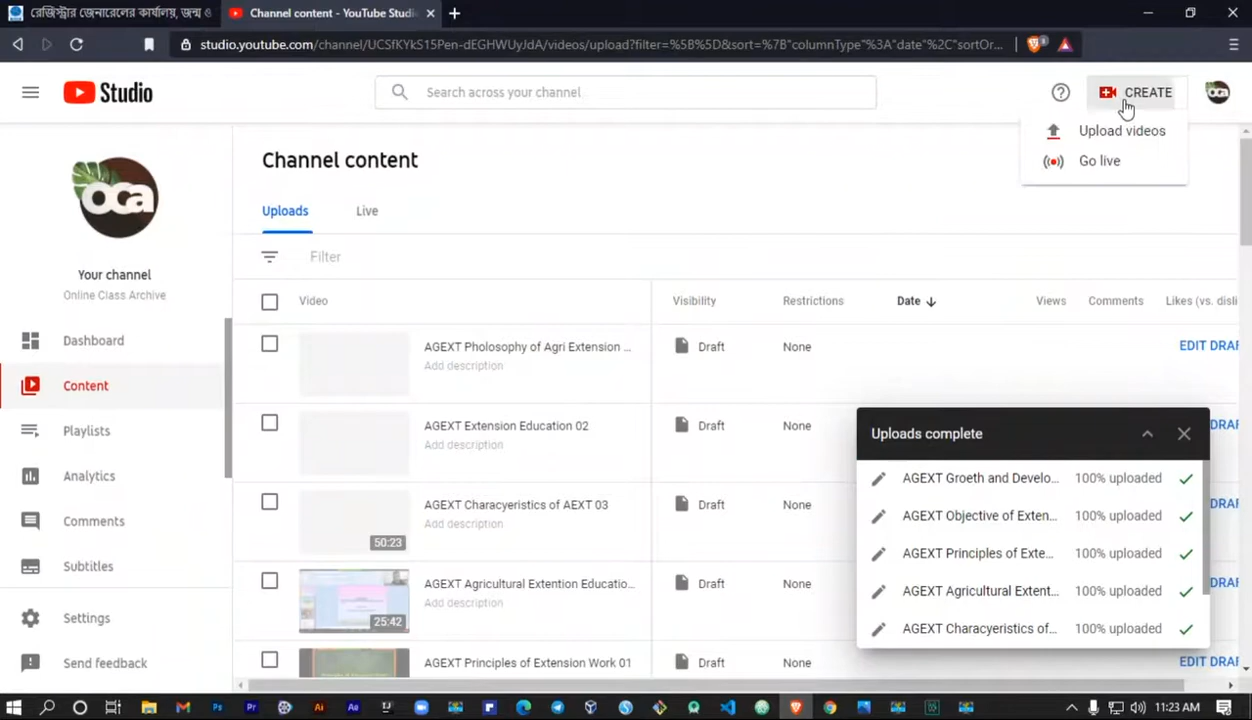 রেজিস্ট্রার জেনারেলের কার্যালয়, জন্ম ও
Channel content - YouTube Studio
studio.youtube.com/channel/UCSfKYkS15Pen-dEGHWUyJdA/videos/upload?filter=%5B%5D&sort=%7B"columnType"%3A"date"%2C"sortOr...
Studio
Search across your channel
CREATE
Upload videos
Go live
oca
Your channel
Online Class Archive
Dashboard
Content
Playlists
Analytics
Comments
Subtitles
Settings
Send feedback
Channel content
Uploads Live
Filter
Video Visibility Restrictions Date Views Comments Likes (vs. disli
AGEXT Pholosophy of Agri Extension ... Draft None EDIT DRAF
Add description
AGEXT Extension Education 02 Draft None
Add description
AGEXT Characyeristics of AEXT 03 Draft None
Add description
50:23
AGEXT Agricultural Extention Educatio... Draft None
Add description
25:42
AGEXT Principles of Extension Work 01 Draft None EDIT DRAF
Uploads complete
AGEXT Groeth and Develo... 100% uploaded
AGEXT Objective of Exten... 100% uploaded
AGEXT Principles of Exte... 100% uploaded
AGEXT Agricultural Extent... 100% uploaded
AGEXT Characyeristics of... 100% uploaded
11:23 AM